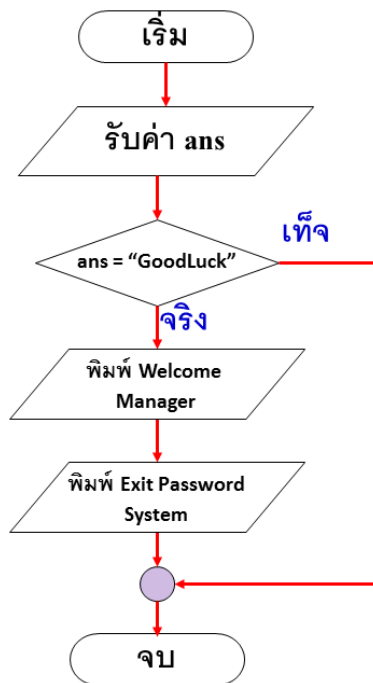 เริ่ม
รับค่า ans
ans = “GoodLuck”
เท็จ
จริง
พิมพ์ Welcome
Manager
พิมพ์ Exit Password
System
จบ